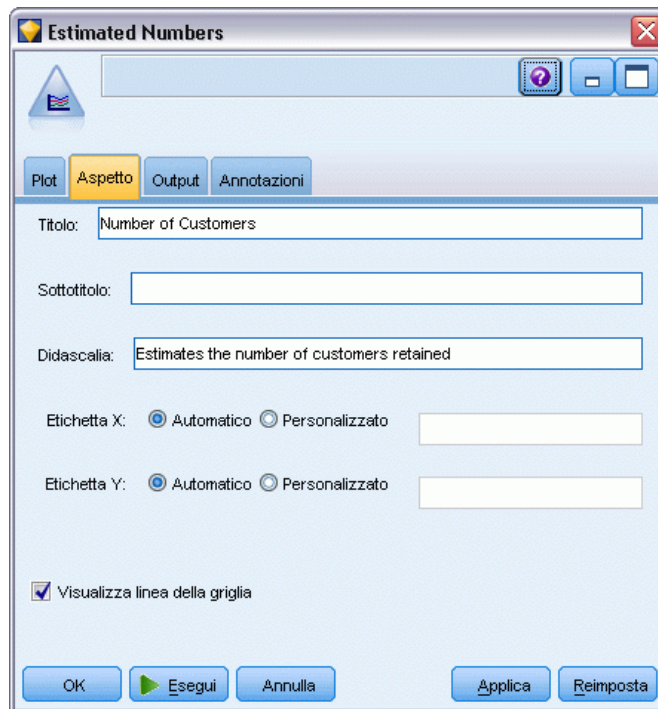 Estimated Numbers
?
Plot Aspetto Output Annotazioni
Titolo: Number of Customers
Sottotitolo:
Didascalia: Estimates the number of customers retained
Etichetta X: Automatico Personalizzato
Etichetta Y: Automatico Personalizzato
Visualizza linea della griglia
OK Esegui Annulla Applica Reimposta